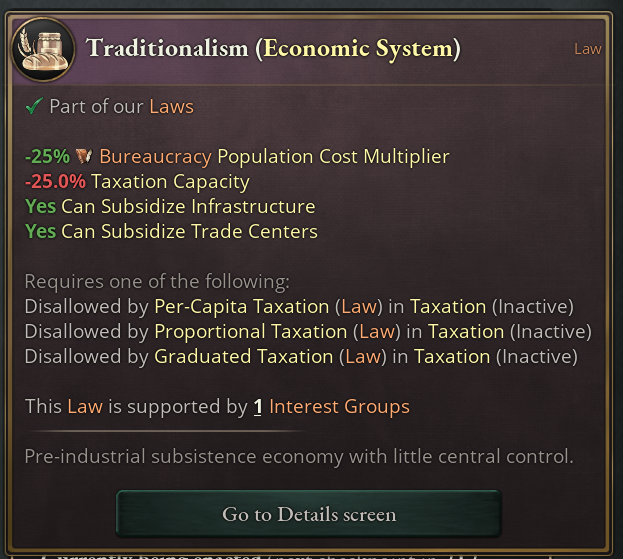 Traditionalism (Economic System)
Law
Part of our Laws
-25% Bureaucracy Population Cost Multiplier
-25.0% Taxation Capacity
Yes Can Subsidize Infrastructure
Yes Can Subsidize Trade Centers
Requires one of the following:
Disallowed by Per-Capita Taxation (Law) in Taxation (Inactive)
Disallowed by Proportional Taxation (Law) in Taxation (Inactive)
Disallowed by Graduated Taxation (Law) in Taxation (Inactive)
This Law is supported by 1 Interest Groups
Pre-industrial subsistence economy with little central control.
Go to Details screen